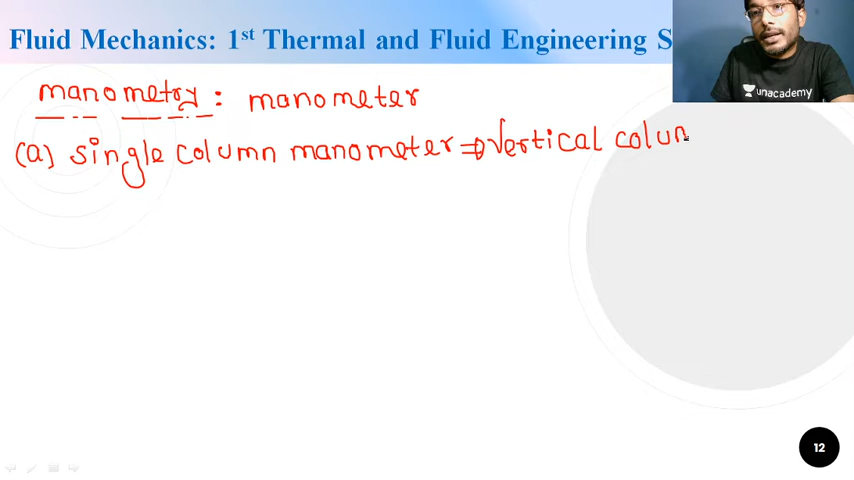 Fluid Mechanics: 1st Thermal and Fluid Engineering S
unacademy
manometry : manometer
(a) single column manometer ⇒ vertical colun
12